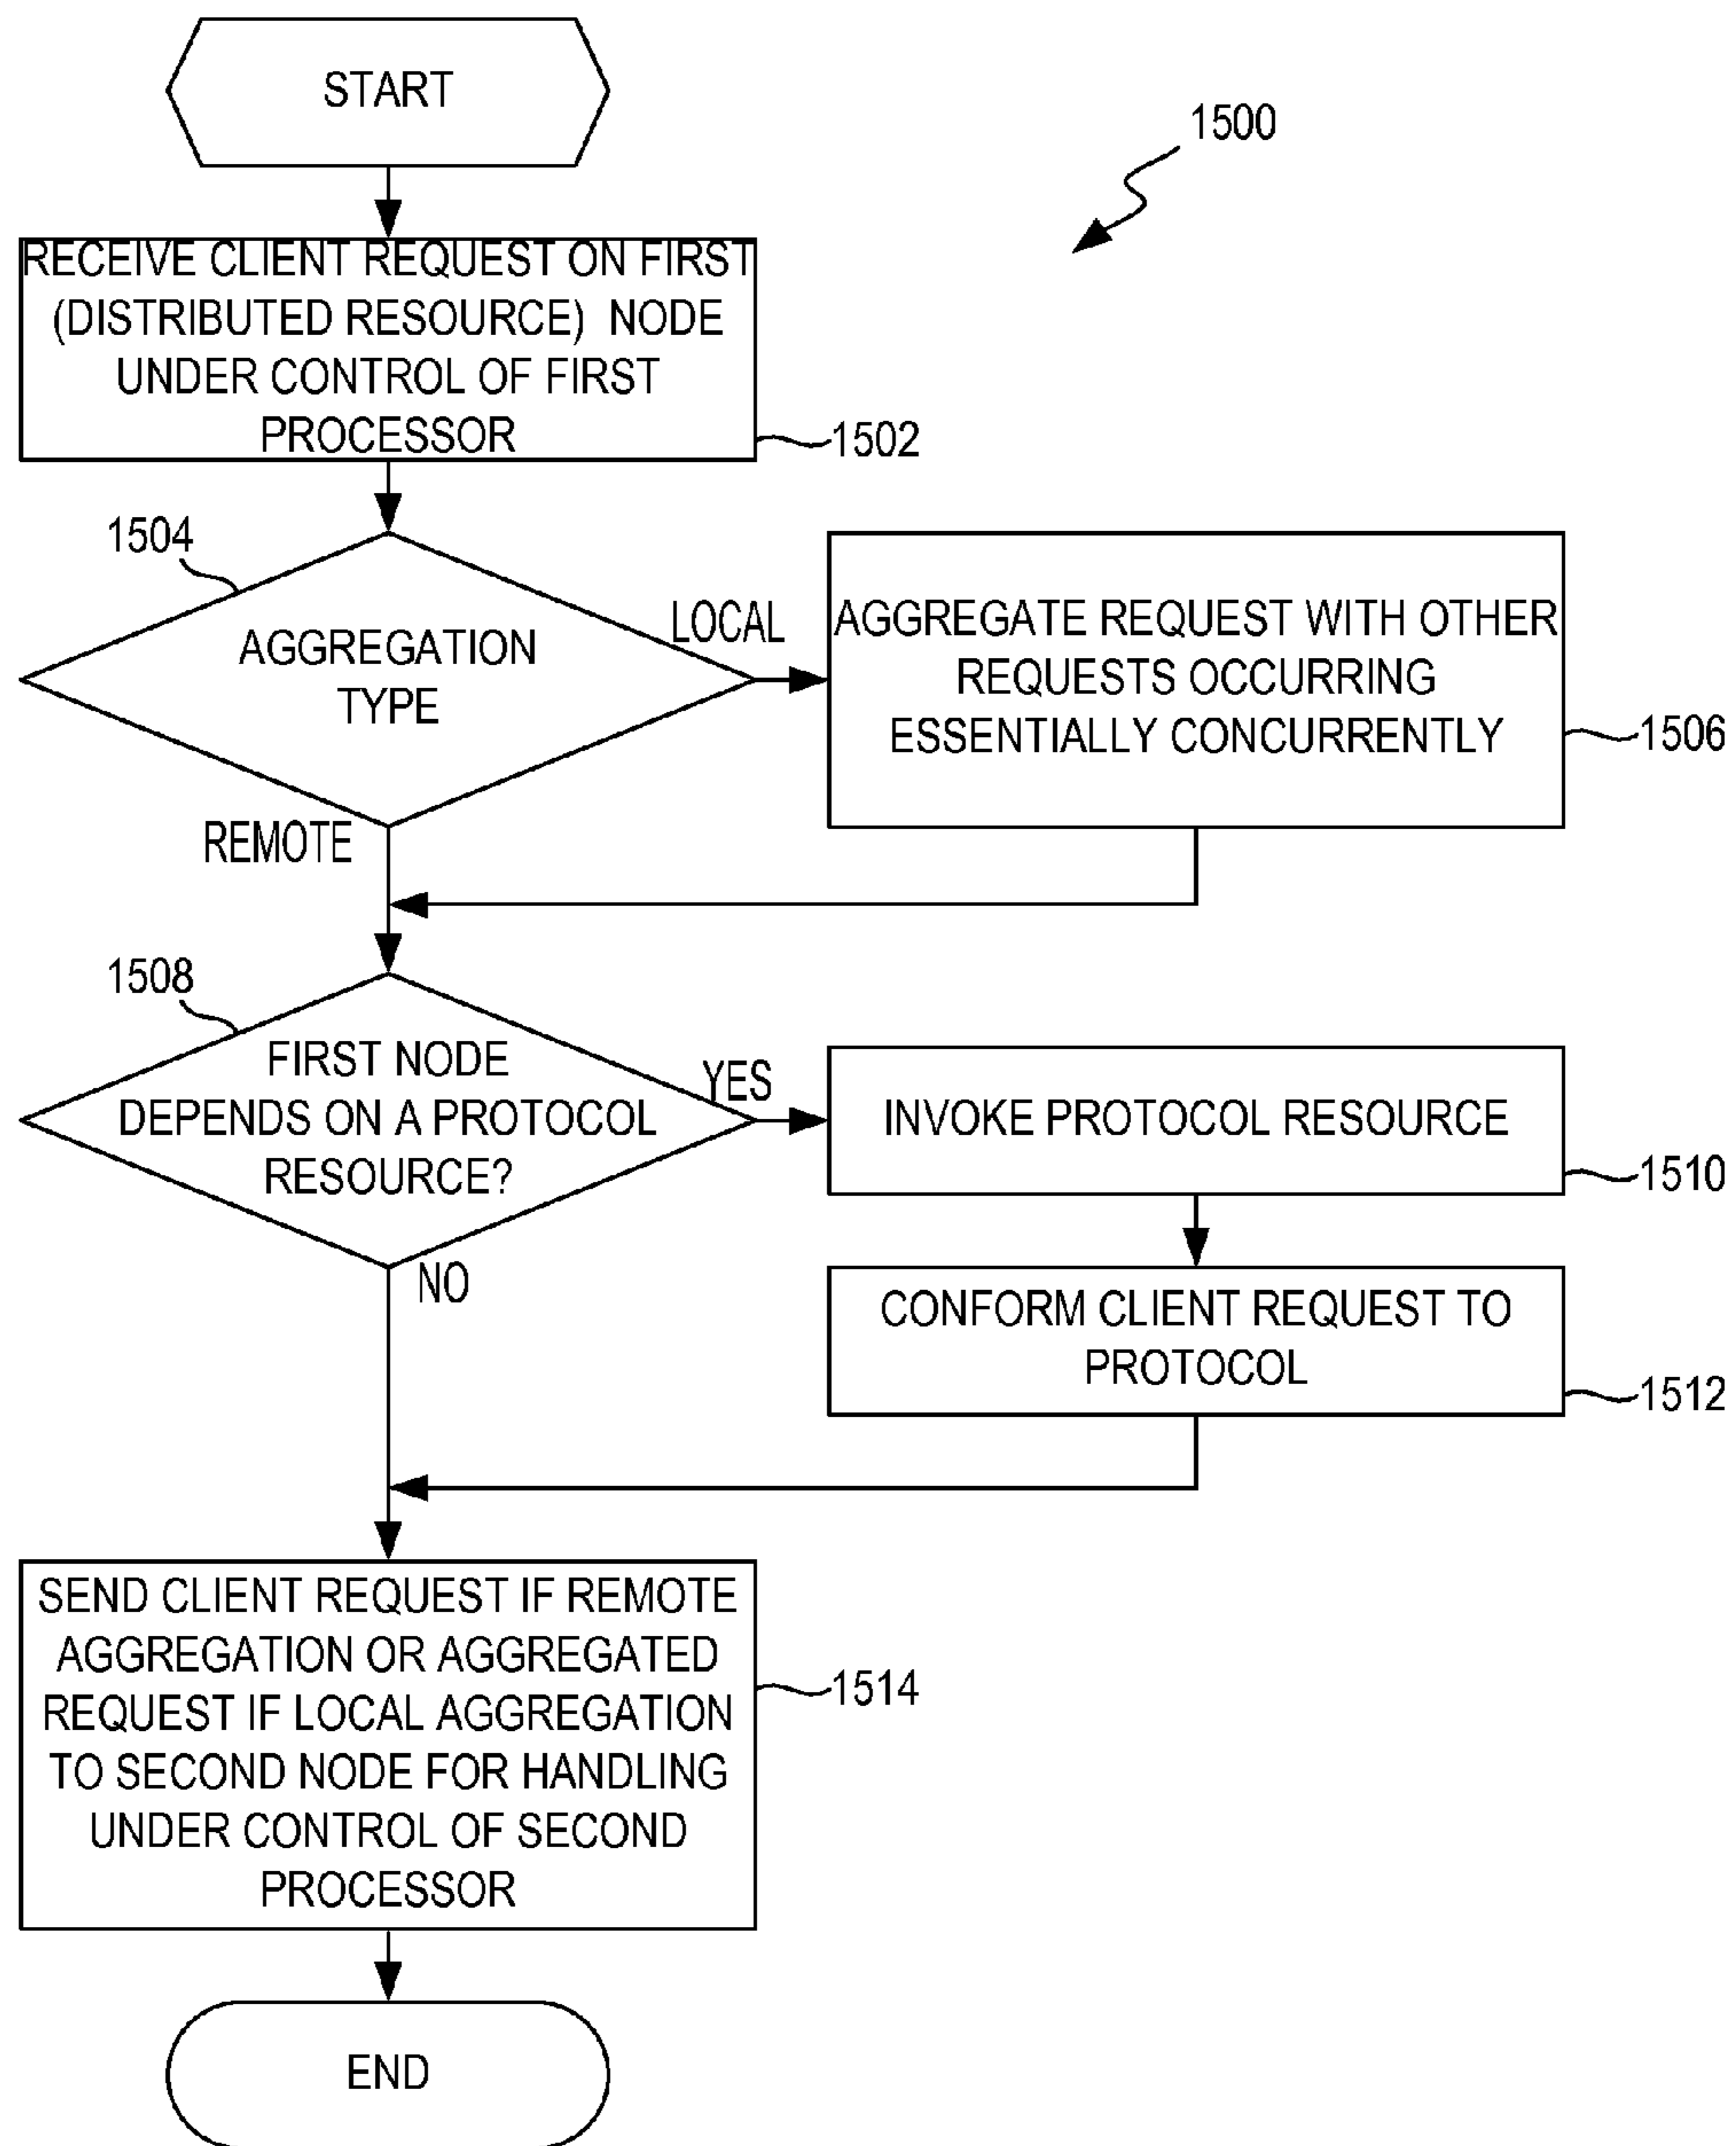 START
1500
RECEIVE CLIENT REQUEST ON FIRST
(DISTRIBUTED RESOURCE) NODE
UNDER CONTROL OF FIRST
PROCESSOR
1502
1504
AGGREGATION
TYPE
LOCAL
AGGREGATE REQUEST WITH OTHER
REQUESTS OCCURRING
ESSENTIALLY CONCURRENTLY
1506
REMOTE
1508
FIRST NODE
DEPENDS ON A PROTOCOL
RESOURCE?
YES
INVOKE PROTOCOL RESOURCE
1510
NO
CONFORM CLIENT REQUEST TO
PROTOCOL
1512
SEND CLIENT REQUEST IF REMOTE
AGGREGATION OR AGGREGATED
REQUEST IF LOCAL AGGREGATION
TO SECOND NODE FOR HANDLING
UNDER CONTROL OF SECOND
PROCESSOR
1514
END